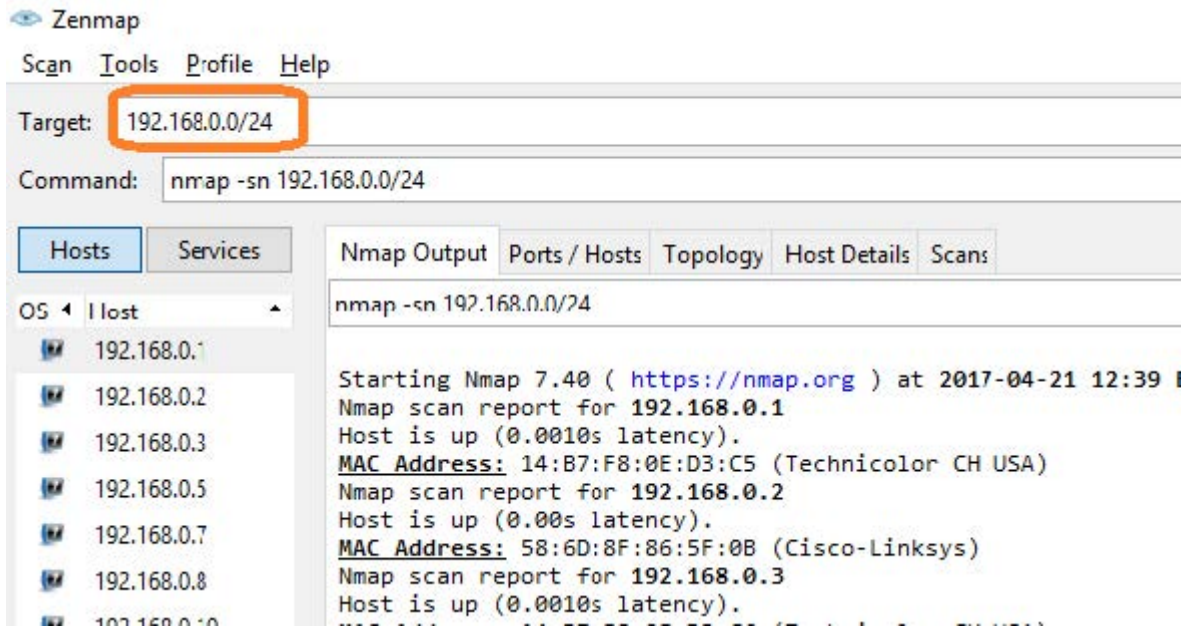 Zenmap
Scan Tools Profile Help
Target: 192.168.0.0/24
Command: nmap -sn 192.168.0.0/24
Hosts Services
Nmap Output Ports / Hosts Topology Host Details Scans
OS Host
nmap -sn 192.168.0.0/24
192.168.0.1
192.168.0.2
192.168.0.3
192.168.0.5
192.168.0.7
192.168.0.8
192.168.0.10
Starting Nmap 7.40 ( https://nmap.org ) at 2017-04-21 12:39
Nmap scan report for 192.168.0.1
Host is up (0.0010s latency).
MAC Address: 14:B7:F8:0E:D3:C5 (Technicolor CH USA)
Nmap scan report for 192.168.0.2
Host is up (0.00s latency).
MAC Address: 58:6D:8F:86:5F:0B (Cisco-Linksys)
Nmap scan report for 192.168.0.3
Host is up (0.0010s latency).